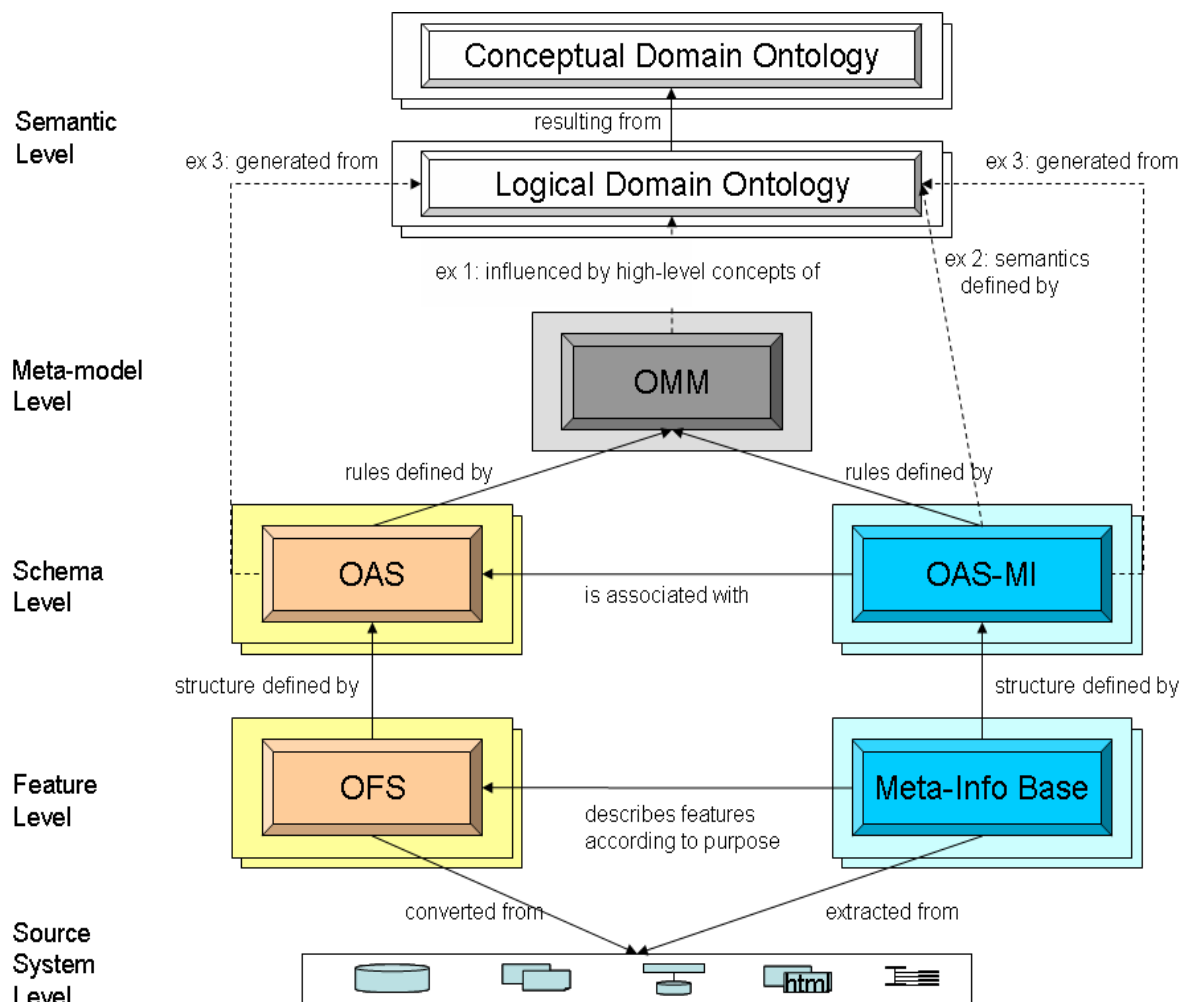 Conceptual Domain Ontology
Semantic
Level
resulting from
ex 3: generated from
Logical Domain Ontology
ex 3: generated from
ex 1: influenced by high-level concepts of
ex 2: semantics
defined by
Meta-model
Level
OMM
rules defined by
rules defined by
Schema
Level
OAS
is associated with
OAS-MI
structure defined by
structure defined by
Feature
Level
OFS
describes features
according to purpose
Meta-Info Base
converted from
extracted from
Source
System
Level
html